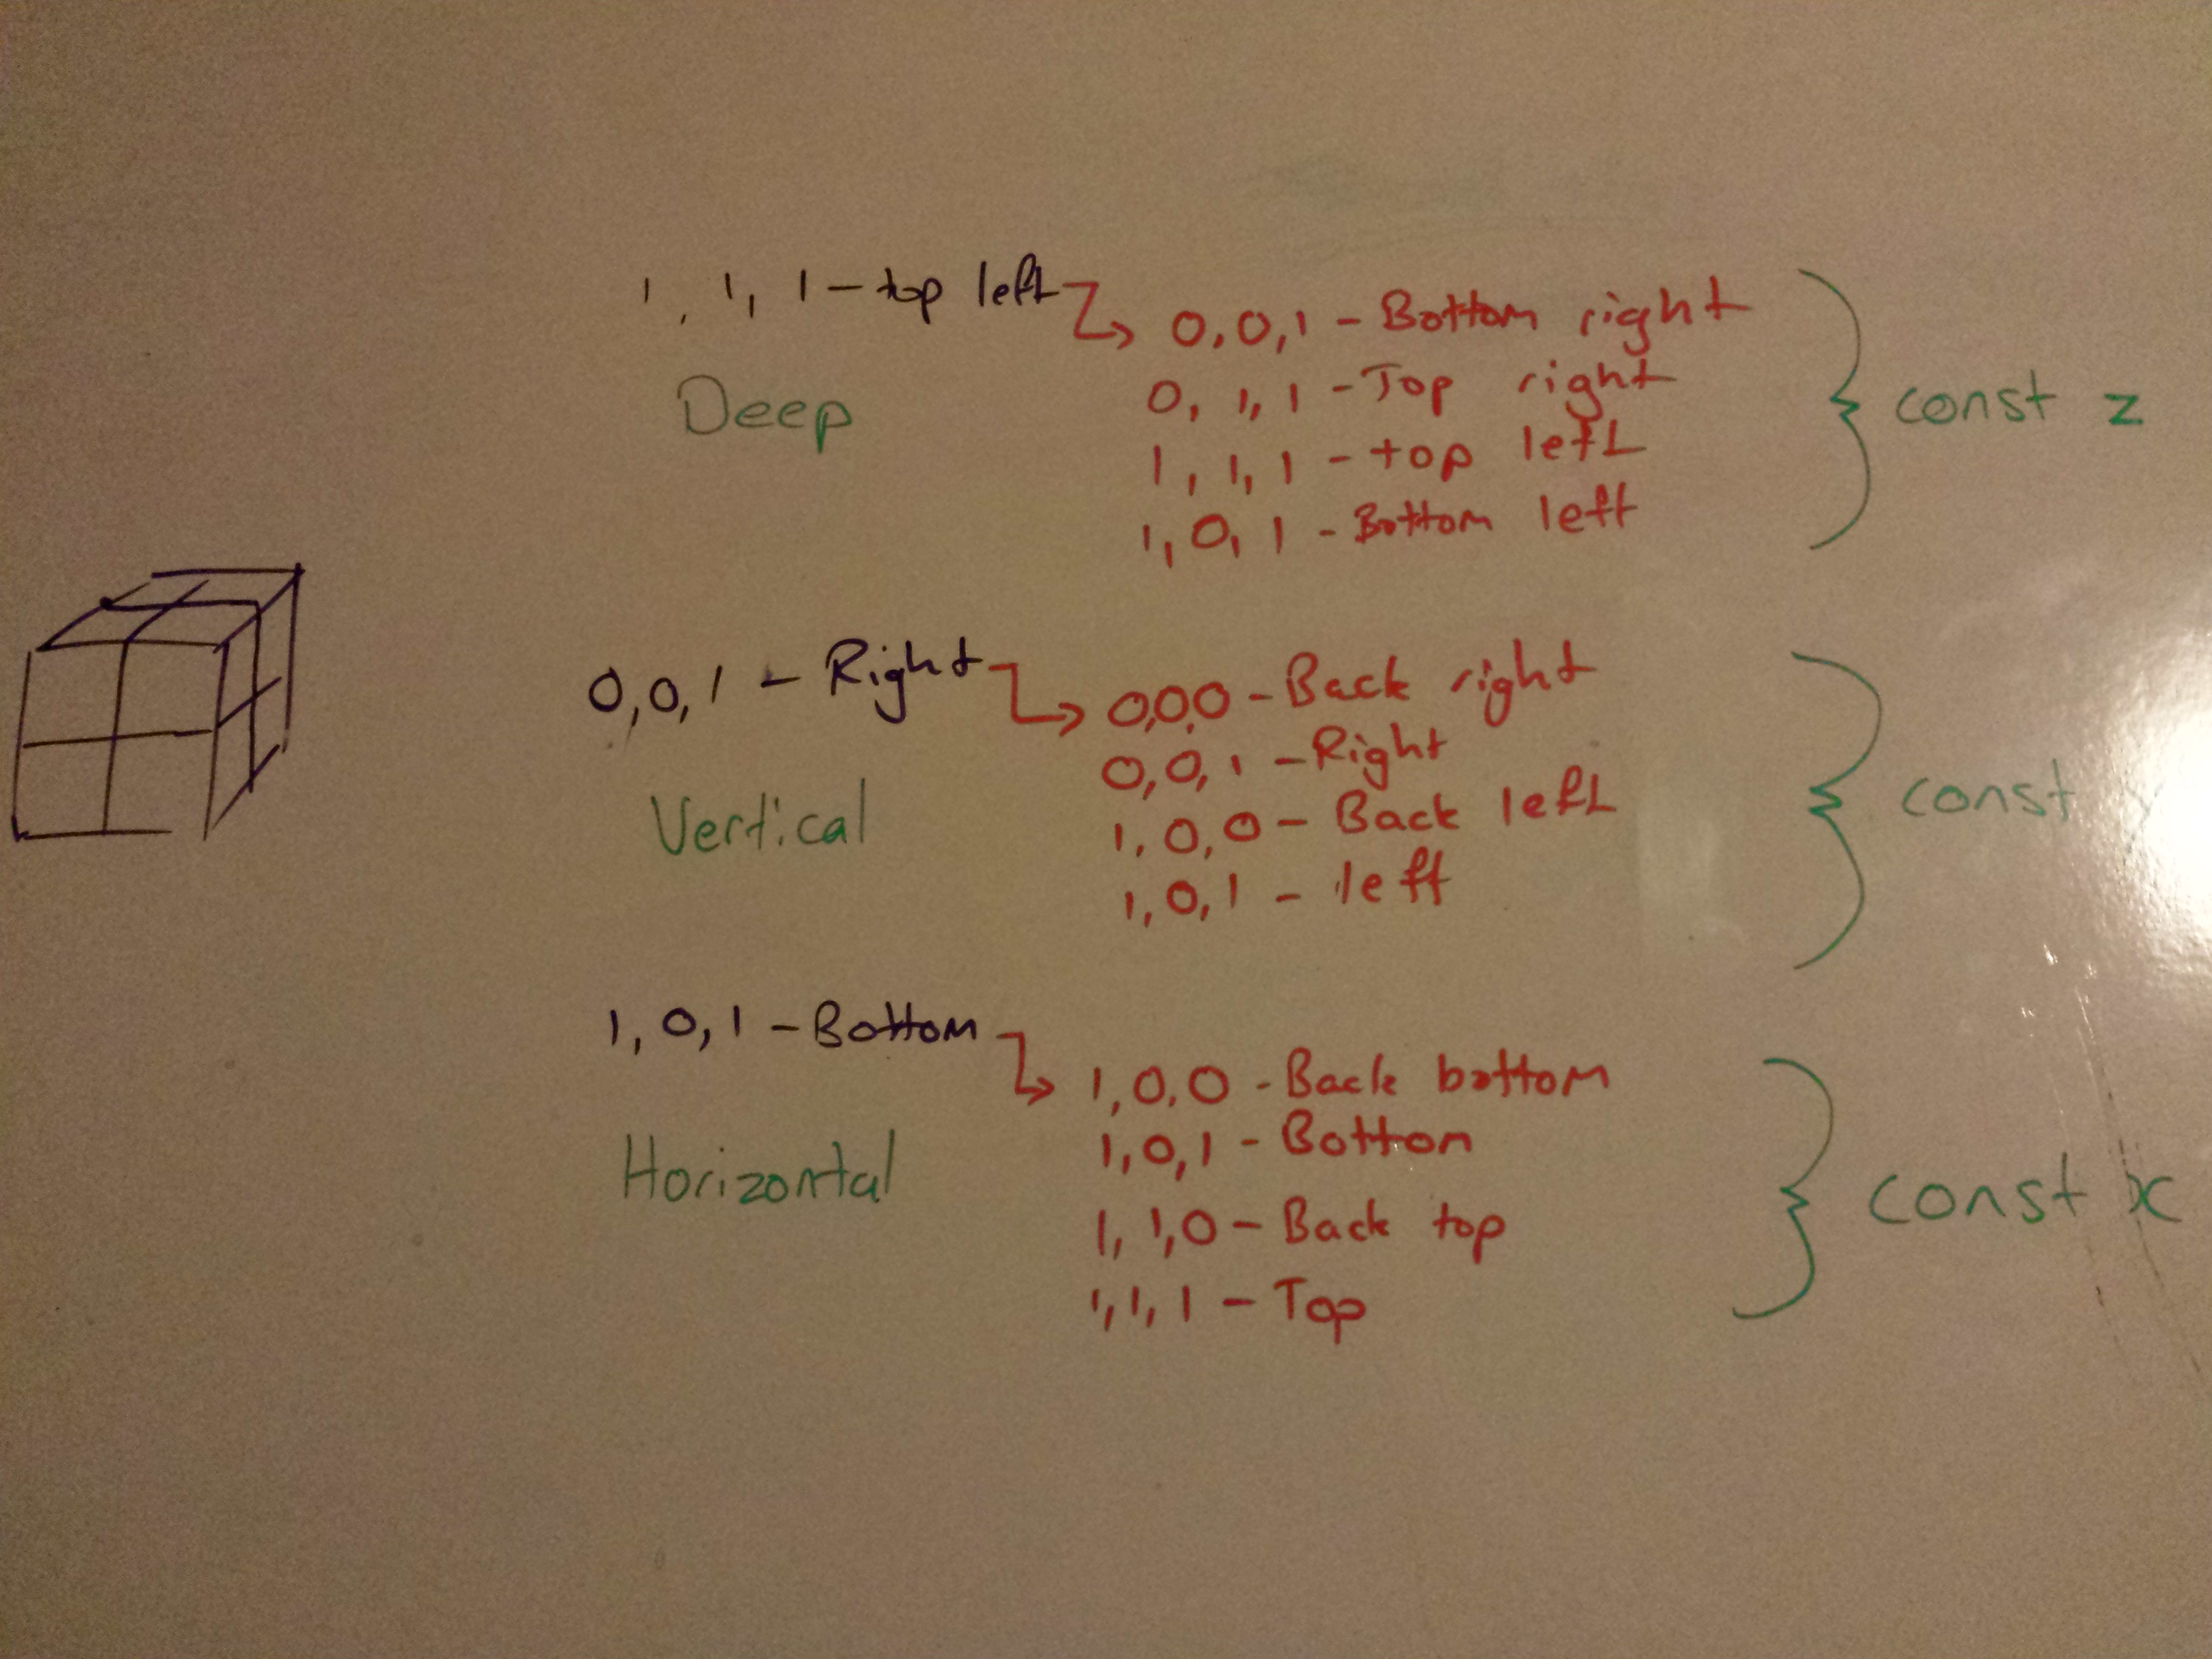 1, 1, 1 - top left
0,0,1 - Bottom right
0, 1, 1 - Top right
1, 1, 1 - top left
1, 0, 1 - Bottom left
Deep
const z
0,0,1 - Right
0,0,0 - Back right
0,0,1 - Right
1,0,0 - Back left
1,0,1 - left
Vertical
const y
1, 0, 1 - Bottom
1,0,0 - Back bottom
1,0,1 - Bottom
1, 1,0 - Back top
1,1,1 - Top
Horizontal
const x